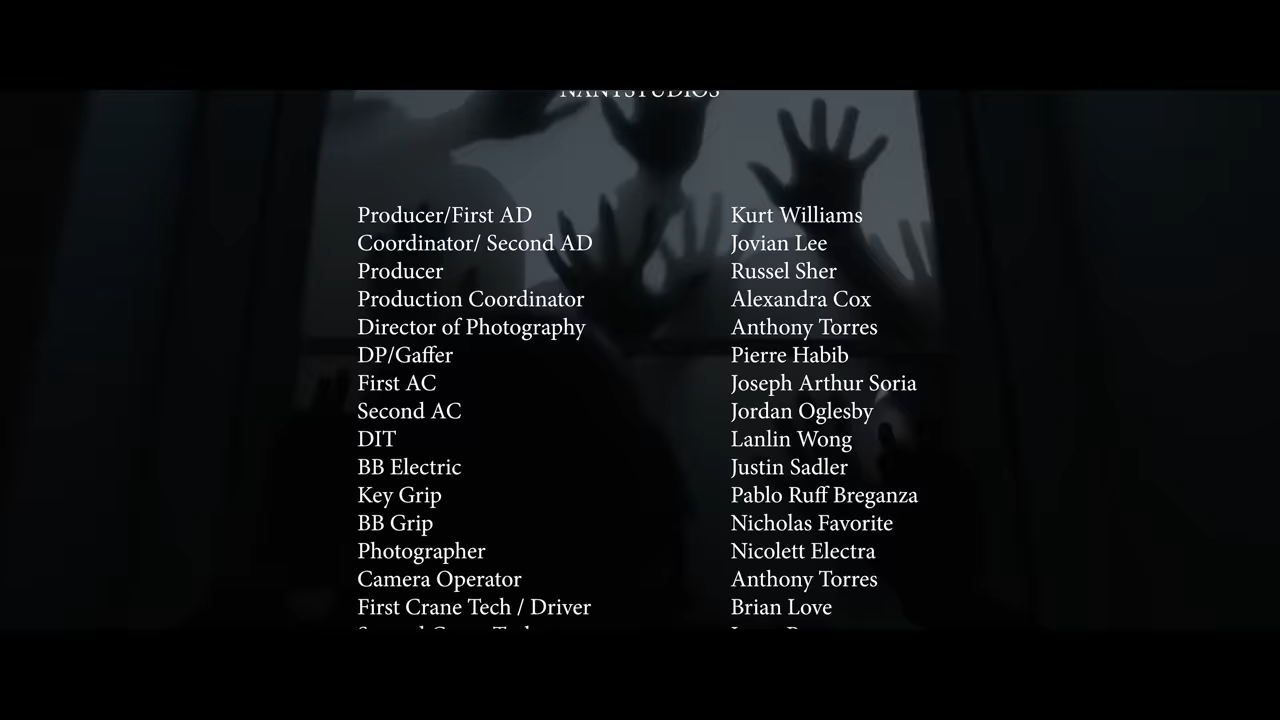 NANTSTUDIOS
Producer/First AD Kurt Williams
Coordinator/ Second AD Jovian Lee
Producer Russel Sher
Production Coordinator Alexandra Cox
Director of Photography Anthony Torres
DP/Gaffer Pierre Habib
First AC Joseph Arthur Soria
Second AC Jordan Oglesby
DIT Lanlin Wong
BB Electric Justin Sadler
Key Grip Pablo Ruff Breganza
BB Grip Nicholas Favorite
Photographer Nicolett Electra
Camera Operator Anthony Torres
First Crane Tech / Driver Brian Love